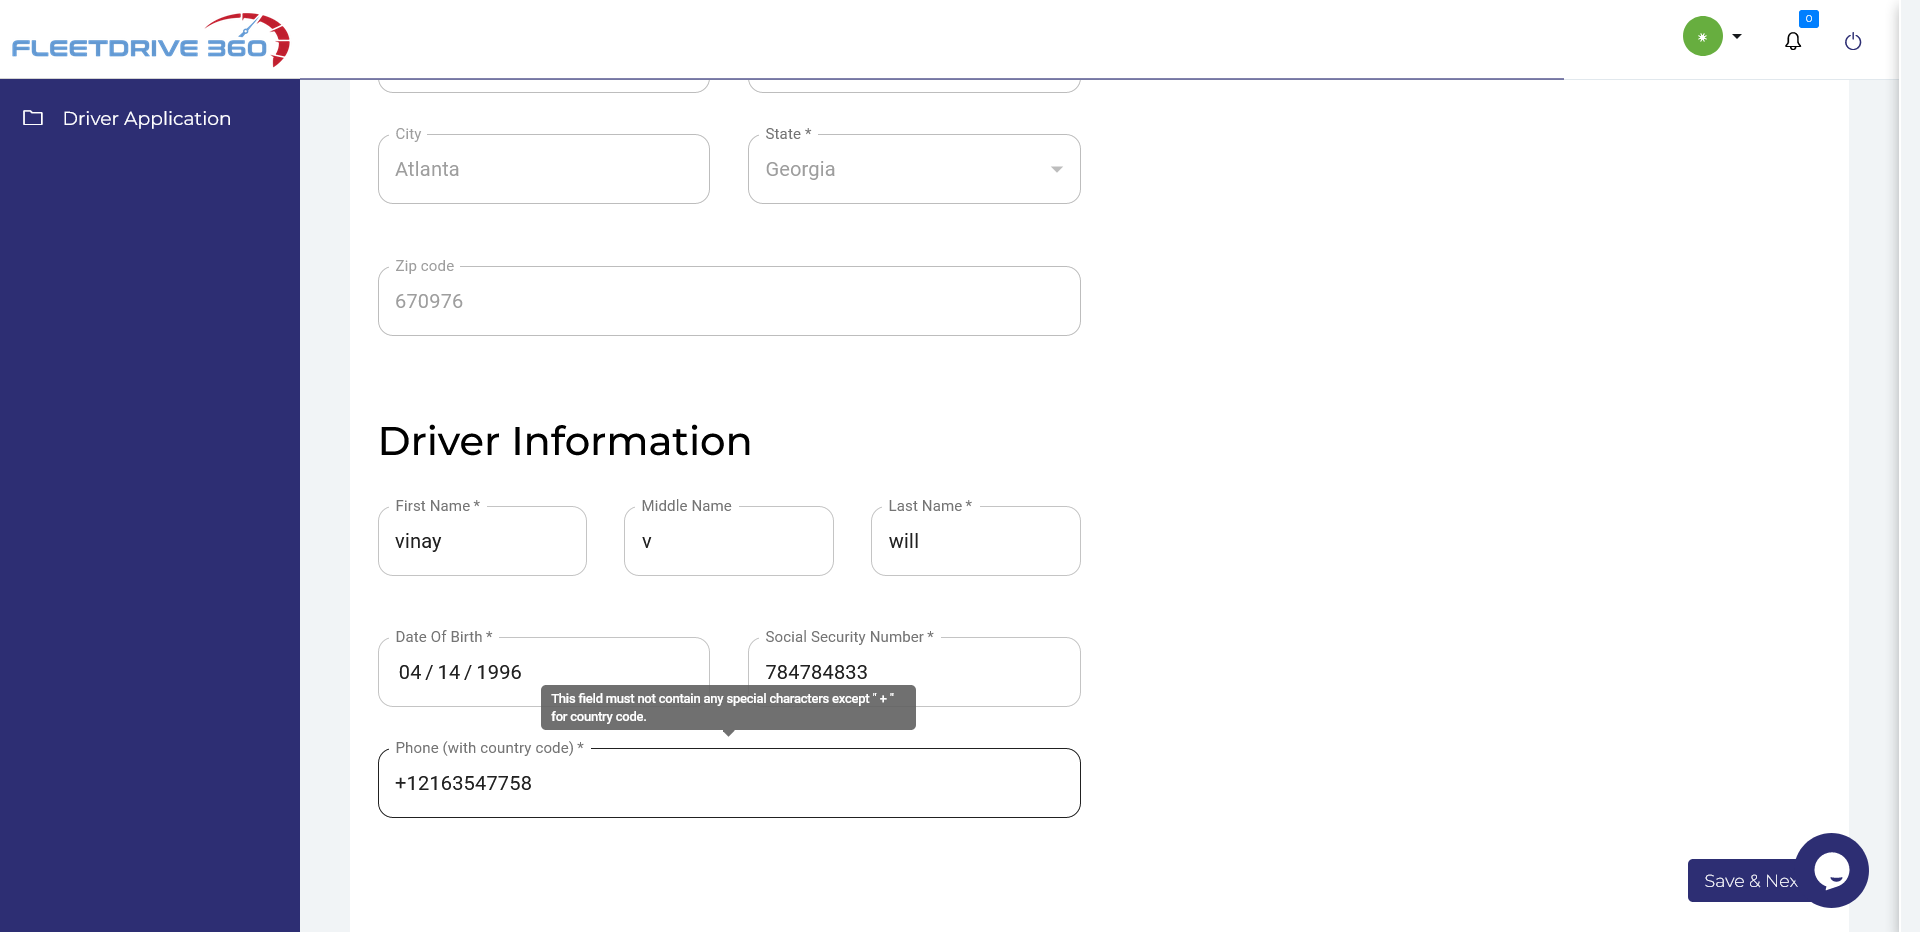 FLEETDRIVE 360
0
Driver Application
City
State *
Atlanta
Georgia
Zip code
670976
Driver Information
First Name *
Middle Name
Last Name *
vinay
v
will
Date Of Birth *
Social Security Number *
04 / 14 / 1996
784784833
This field must not contain any special characters except " + "
for country code.
Phone (with country code) *
+12163547758
Save & Nex